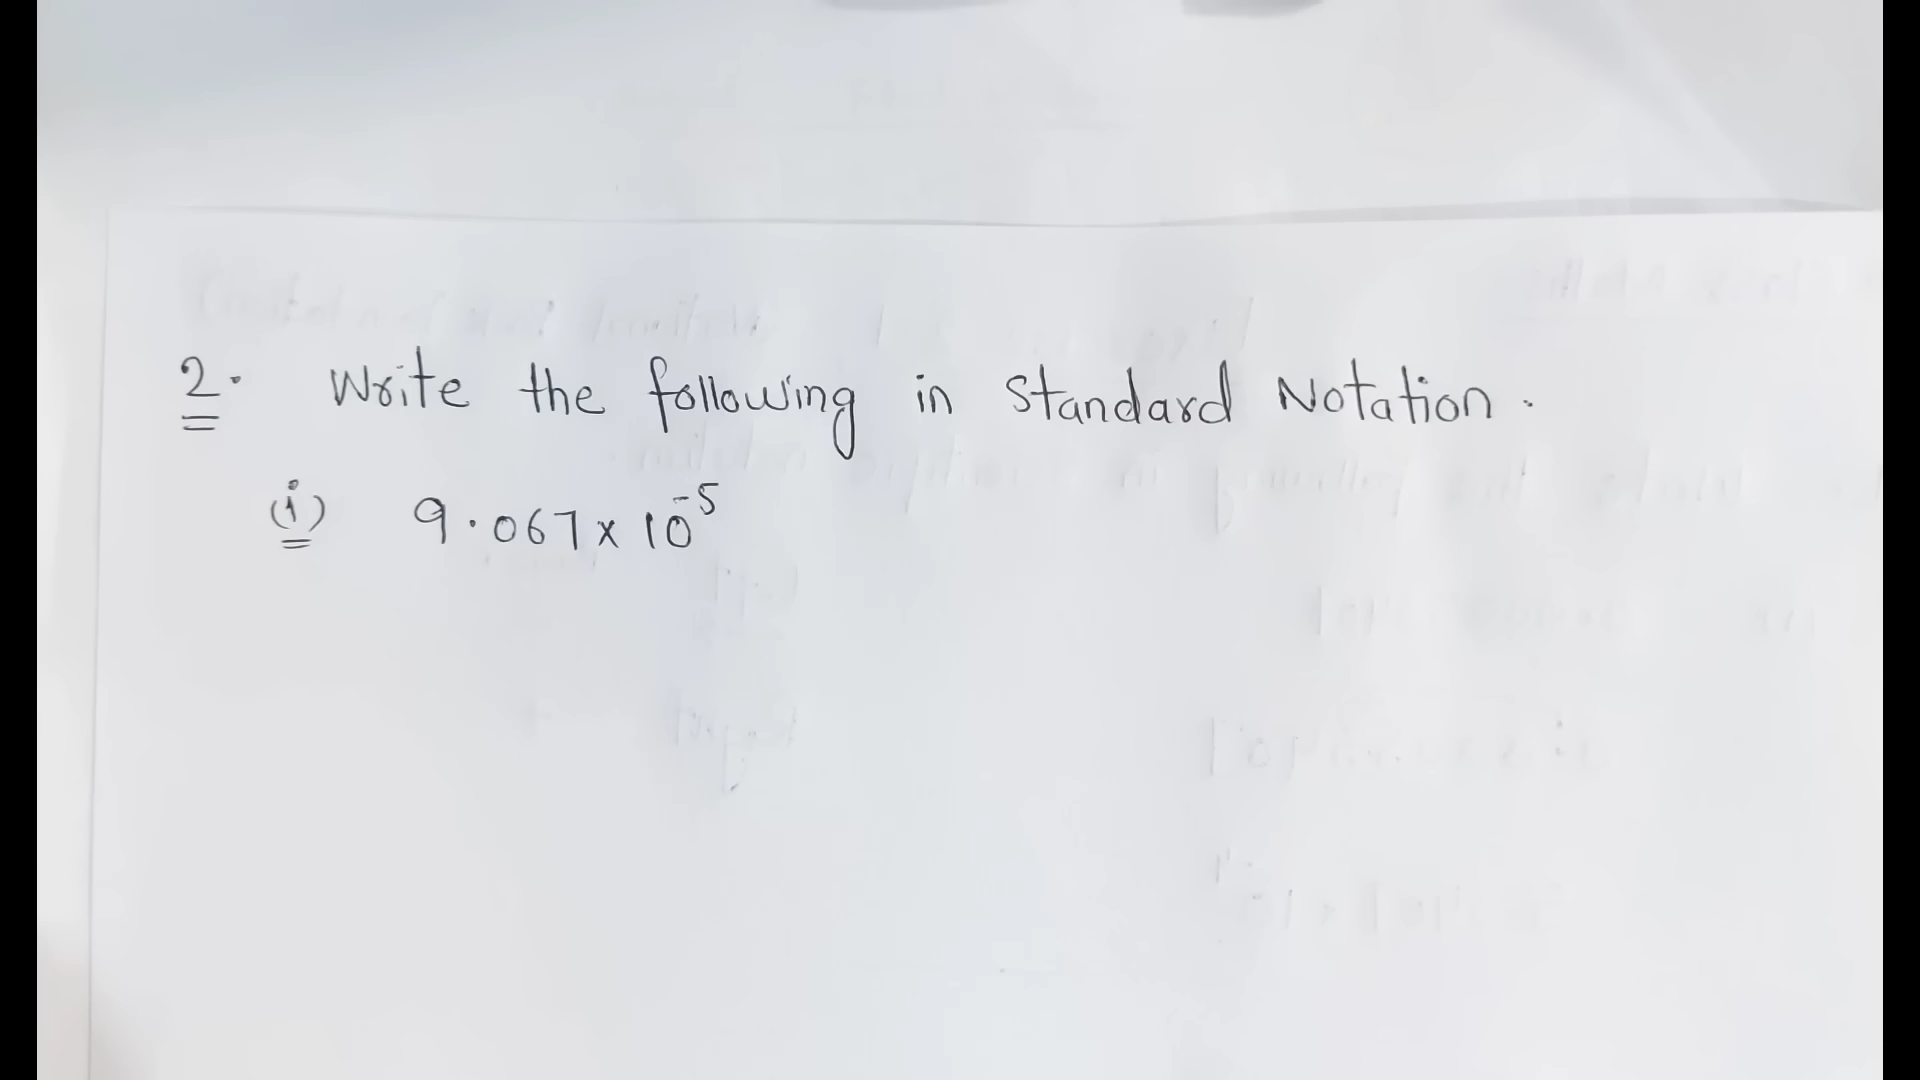 2. Write the following in Standard Notation.
(i) 9.067 x 10⁻⁵